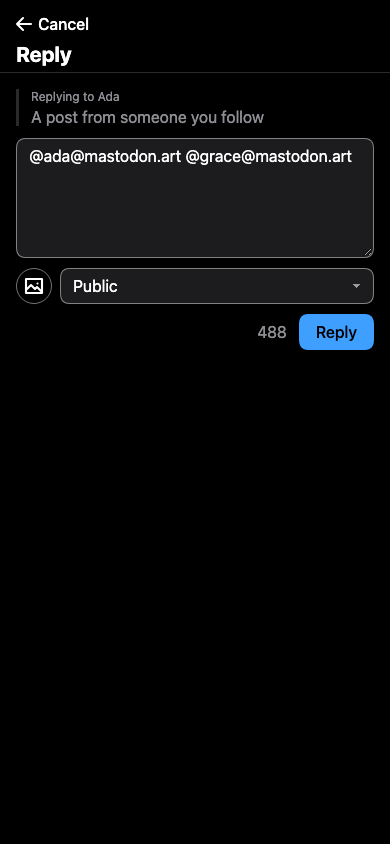 Cancel
Reply
Replying to Ada
A post from someone you follow
@ada@mastodon.art @grace@mastodon.art
Public
488 Reply